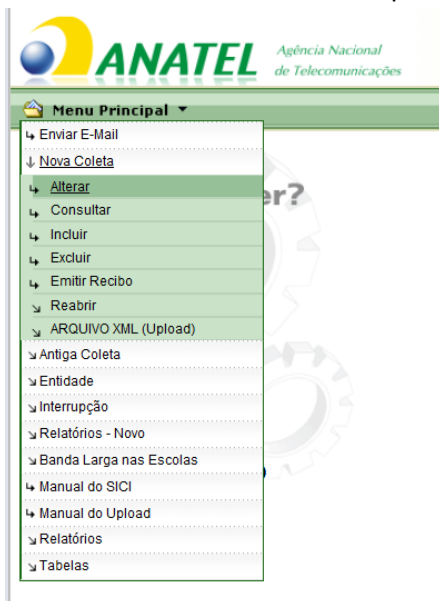 ANATEL
Agência Nacional
de Telecomunicações
Menu Principal
Enviar E-Mail
Nova Coleta
Alterar
er?
Consultar
Incluir
Excluir
Emitir Recibo
Reabrir
ARQUIVO XML (Upload)
Antiga Coleta
Entidade
Interrupção
Relatórios - Novo
Banda Larga nas Escolas
Manual do SICI
Manual do Upload
Relatórios
Tabelas